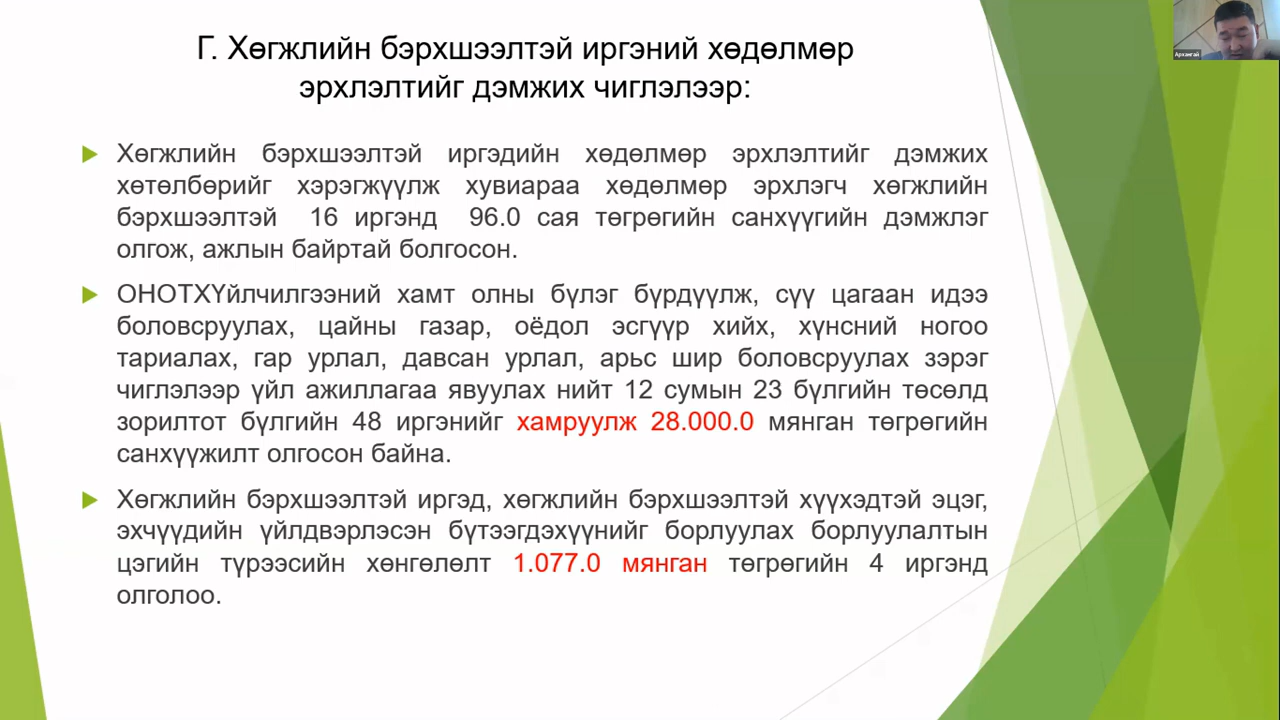 Г. Хөгжлийн бэрхшээлтэй иргэний хөдөлмөр
эрхлэлтийг дэмжих чиглэлээр:
Хөгжлийн бэрхшээлтэй иргэдийн хөдөлмөр эрхлэлтийг дэмжих
хөтөлбөрийг хэрэгжүүлж хувиараа хөдөлмөр эрхлэгч хөгжлийн
бэрхшээлтэй 16 иргэнд 96.0 сая төгрөгийн санхүүгийн дэмжлэг
олгож, ажлын байртай болгосон.
ОНОТХҮйлчилгээний хамт олны бүлэг бүрдүүлж, сүү цагаан идээ
боловсруулах, цайны газар, оёдол эсгүүр хийх, хүнсний ногоо
тариалах, гар урлал, давсан урлал, арьс шир боловсруулах зэрэг
чиглэлээр үйл ажиллагаа явуулах нийт 12 сумын 23 бүлгийн төсөлд
зорилтот бүлгийн 48 иргэнийг хамруулж 28.000.0 мянган төгрөгийн
санхүүжилт олгосон байна.
Хөгжлийн бэрхшээлтэй иргэд, хөгжлийн бэрхшээлтэй хүүхэдтэй эцэг,
эхчүүдийн үйлдвэрлэсэн бүтээгдэхүүнийг борлуулах борлуулалтын
цэгийн түрээсийн хөнгөлөлт 1.077.0 мянган төгрөгийн 4 иргэнд
олголоо.
Архангай